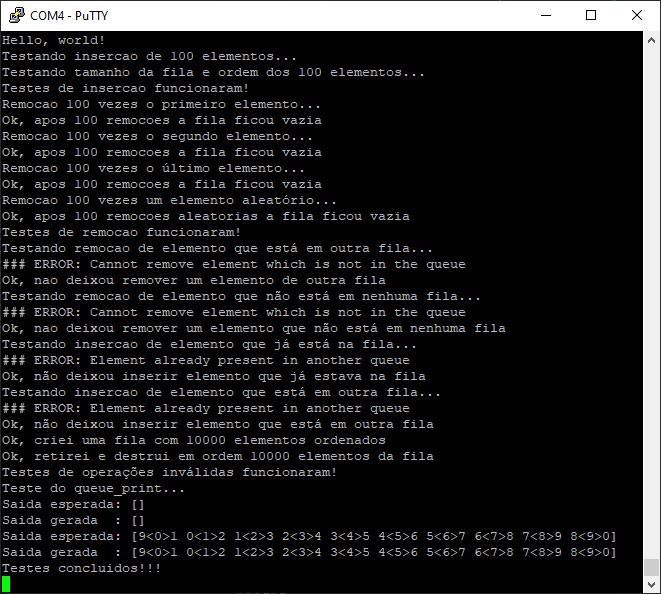 COM4 - PuTTY
Hello, world!
Testando insercao de 100 elementos...
Testando tamanho da fila e ordem dos 100 elementos...
Testes de insercao funcionaram!
Remocao 100 vezes o primeiro elemento...
Ok, apos 100 remocoes a fila ficou vazia
Remocao 100 vezes o segundo elemento...
Ok, apos 100 remocoes a fila ficou vazia
Remocao 100 vezes o último elemento...
Ok, apos 100 remocoes a fila ficou vazia
Remocao 100 vezes um elemento aleatório...
Ok, apos 100 remocoes aleatorias a fila ficou vazia
Testes de remocao funcionaram!
Testando remocao de elemento que está em outra fila...
### ERROR: Cannot remove element which is not in the queue
Ok, nao deixou remover um elemento de outra fila
Testando remocao de elemento que não está em nenhuma fila...
### ERROR: Cannot remove element which is not in the queue
Ok, nao deixou remover um elemento que não está em nenhuma fila
Testando insercao de elemento que já está na fila...
### ERROR: Element already present in another queue
Ok, não deixou inserir elemento que já estava na fila
Testando insercao de elemento que está em outra fila...
### ERROR: Element already present in another queue
Ok, não deixou inserir elemento que está em outra fila
Ok, criei uma fila com 10000 elementos ordenados
Ok, retirei e destrui em ordem 10000 elementos da fila
Testes de operações inválidas funcionaram!
Teste do queue_print...
Saida esperada: []
Saida gerada  : []
Saida esperada: [9<0>1 0<1>2 1<2>3 2<3>4 3<4>5 4<5>6 5<6>7 6<7>8 7<8>9 8<9>0]
Saida gerada  : [9<0>1 0<1>2 1<2>3 2<3>4 3<4>5 4<5>6 5<6>7 6<7>8 7<8>9 8<9>0]
Testes concluidos!!!